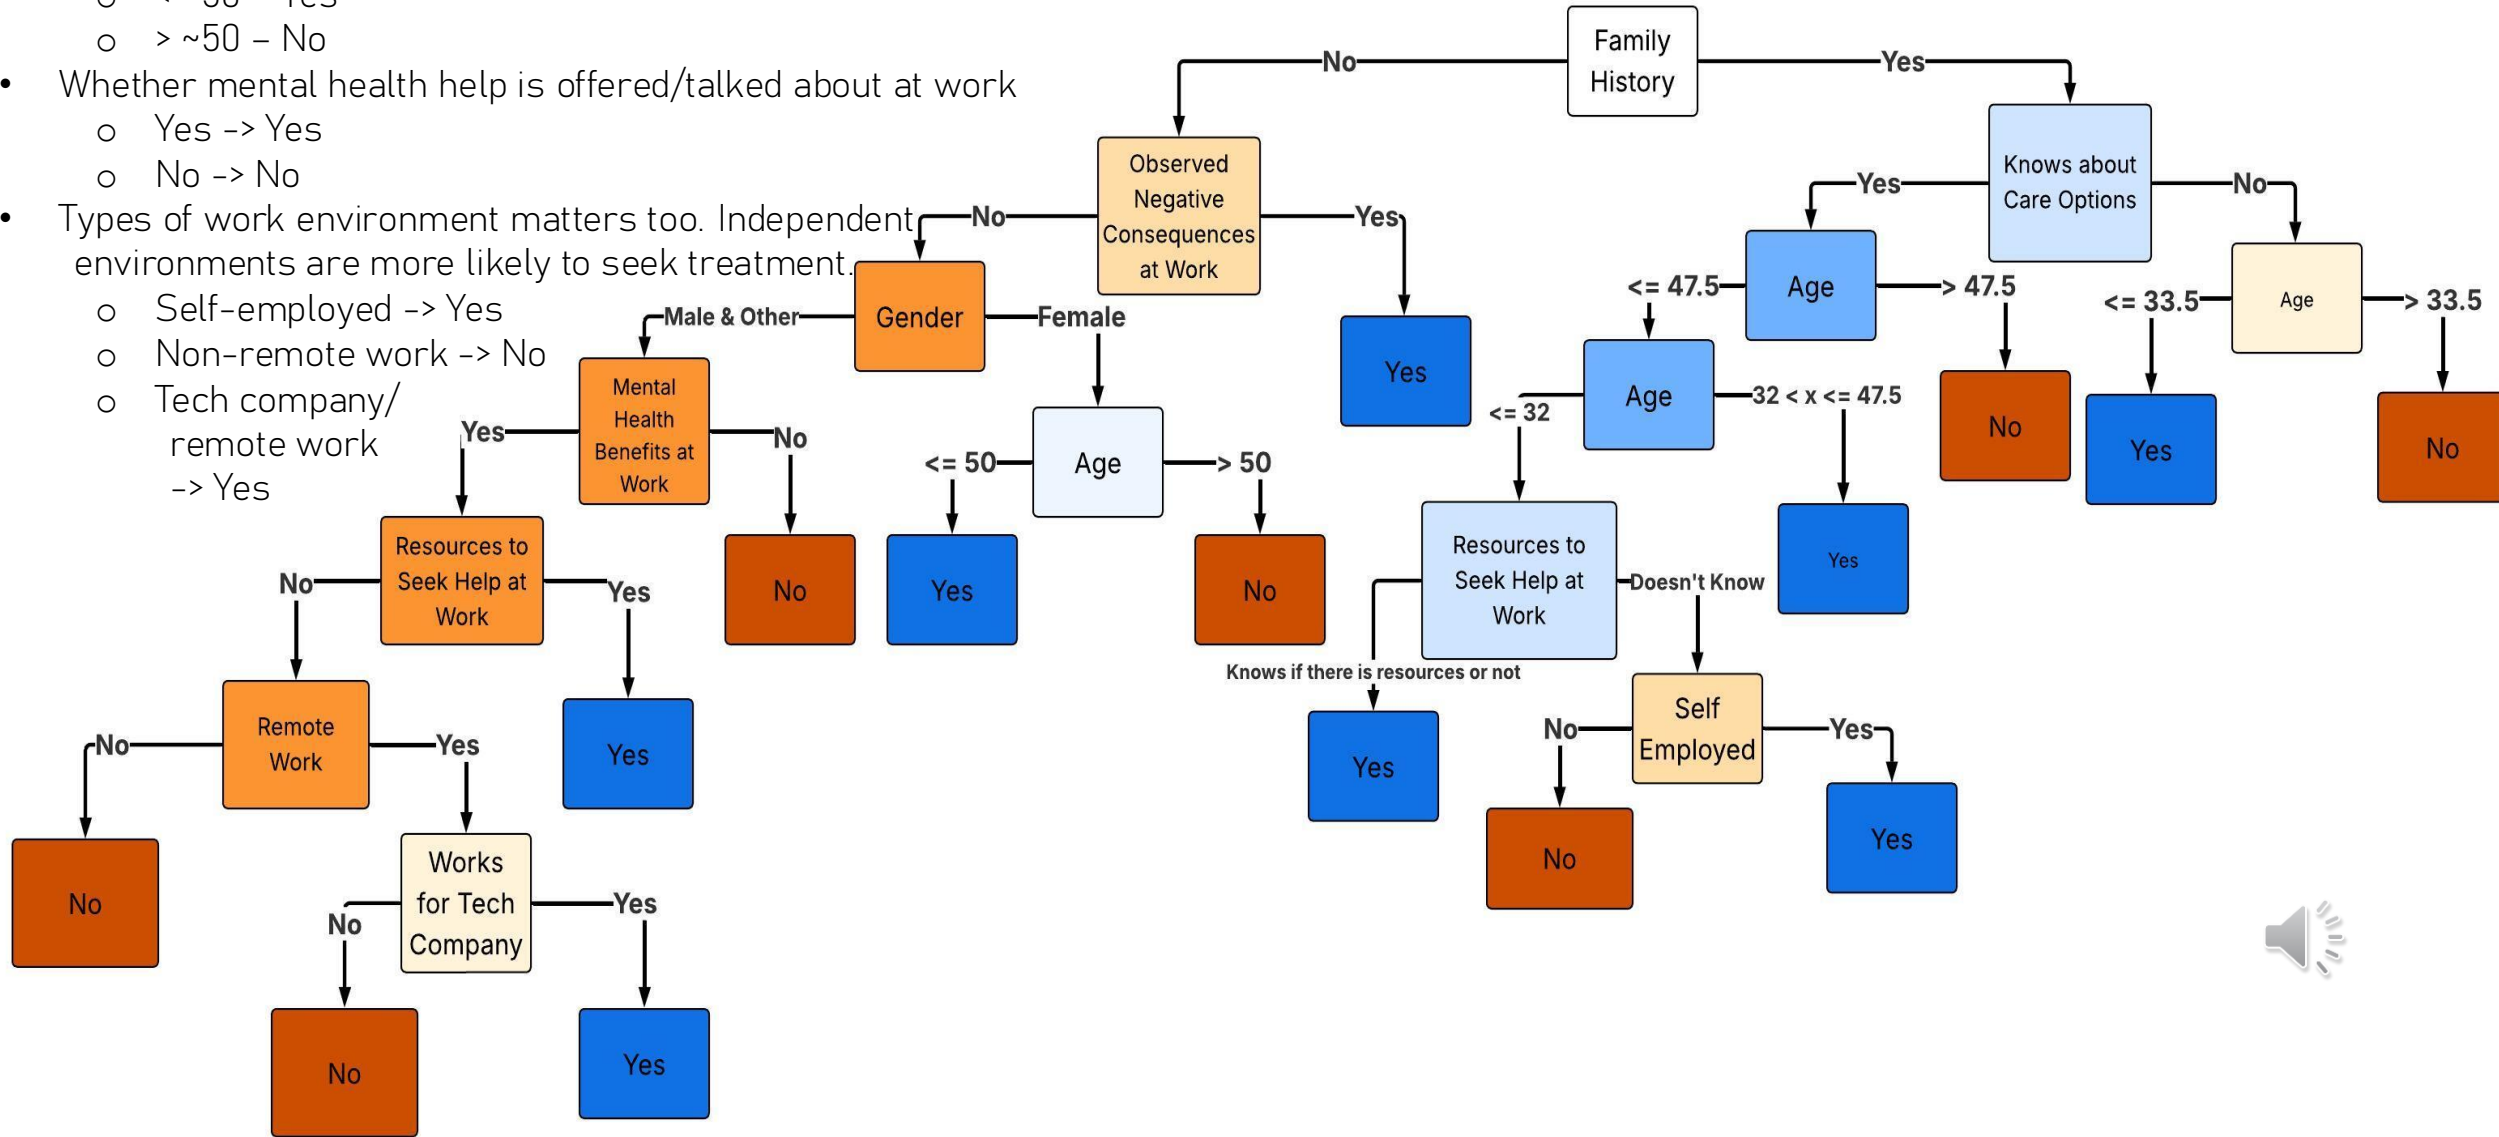 > ~50 – No
• Whether mental health help is offered/talked about at work
o Yes -> Yes
o No -> No
• Types of work environment matters too. Independent
environments are more likely to seek treatment.
o Self-employed -> Yes
o Non-remote work -> No
o Tech company/
remote work
-> Yes
Family
History
No
Yes
Observed
Negative
Consequences
at Work
No
Yes
Yes
Gender
Male & Other
Female
Mental
Health
Benefits at
Work
Yes
No
No
Age
<= 50
> 50
Yes
No
Resources to
Seek Help at
Work
No
Yes
Yes
Remote
Work
No
Yes
No
Works
for Tech
Company
No
Yes
No
Yes
Knows about
Care Options
Yes
No
Age
<= 47.5
> 47.5
No
Age
<= 32
32 < x <= 47.5
Yes
Resources to
Seek Help at
Work
Knows if there is resources or not
Doesn't Know
Yes
Self
Employed
No
Yes
No
Yes
Age
<= 33.5
> 33.5
Yes
No